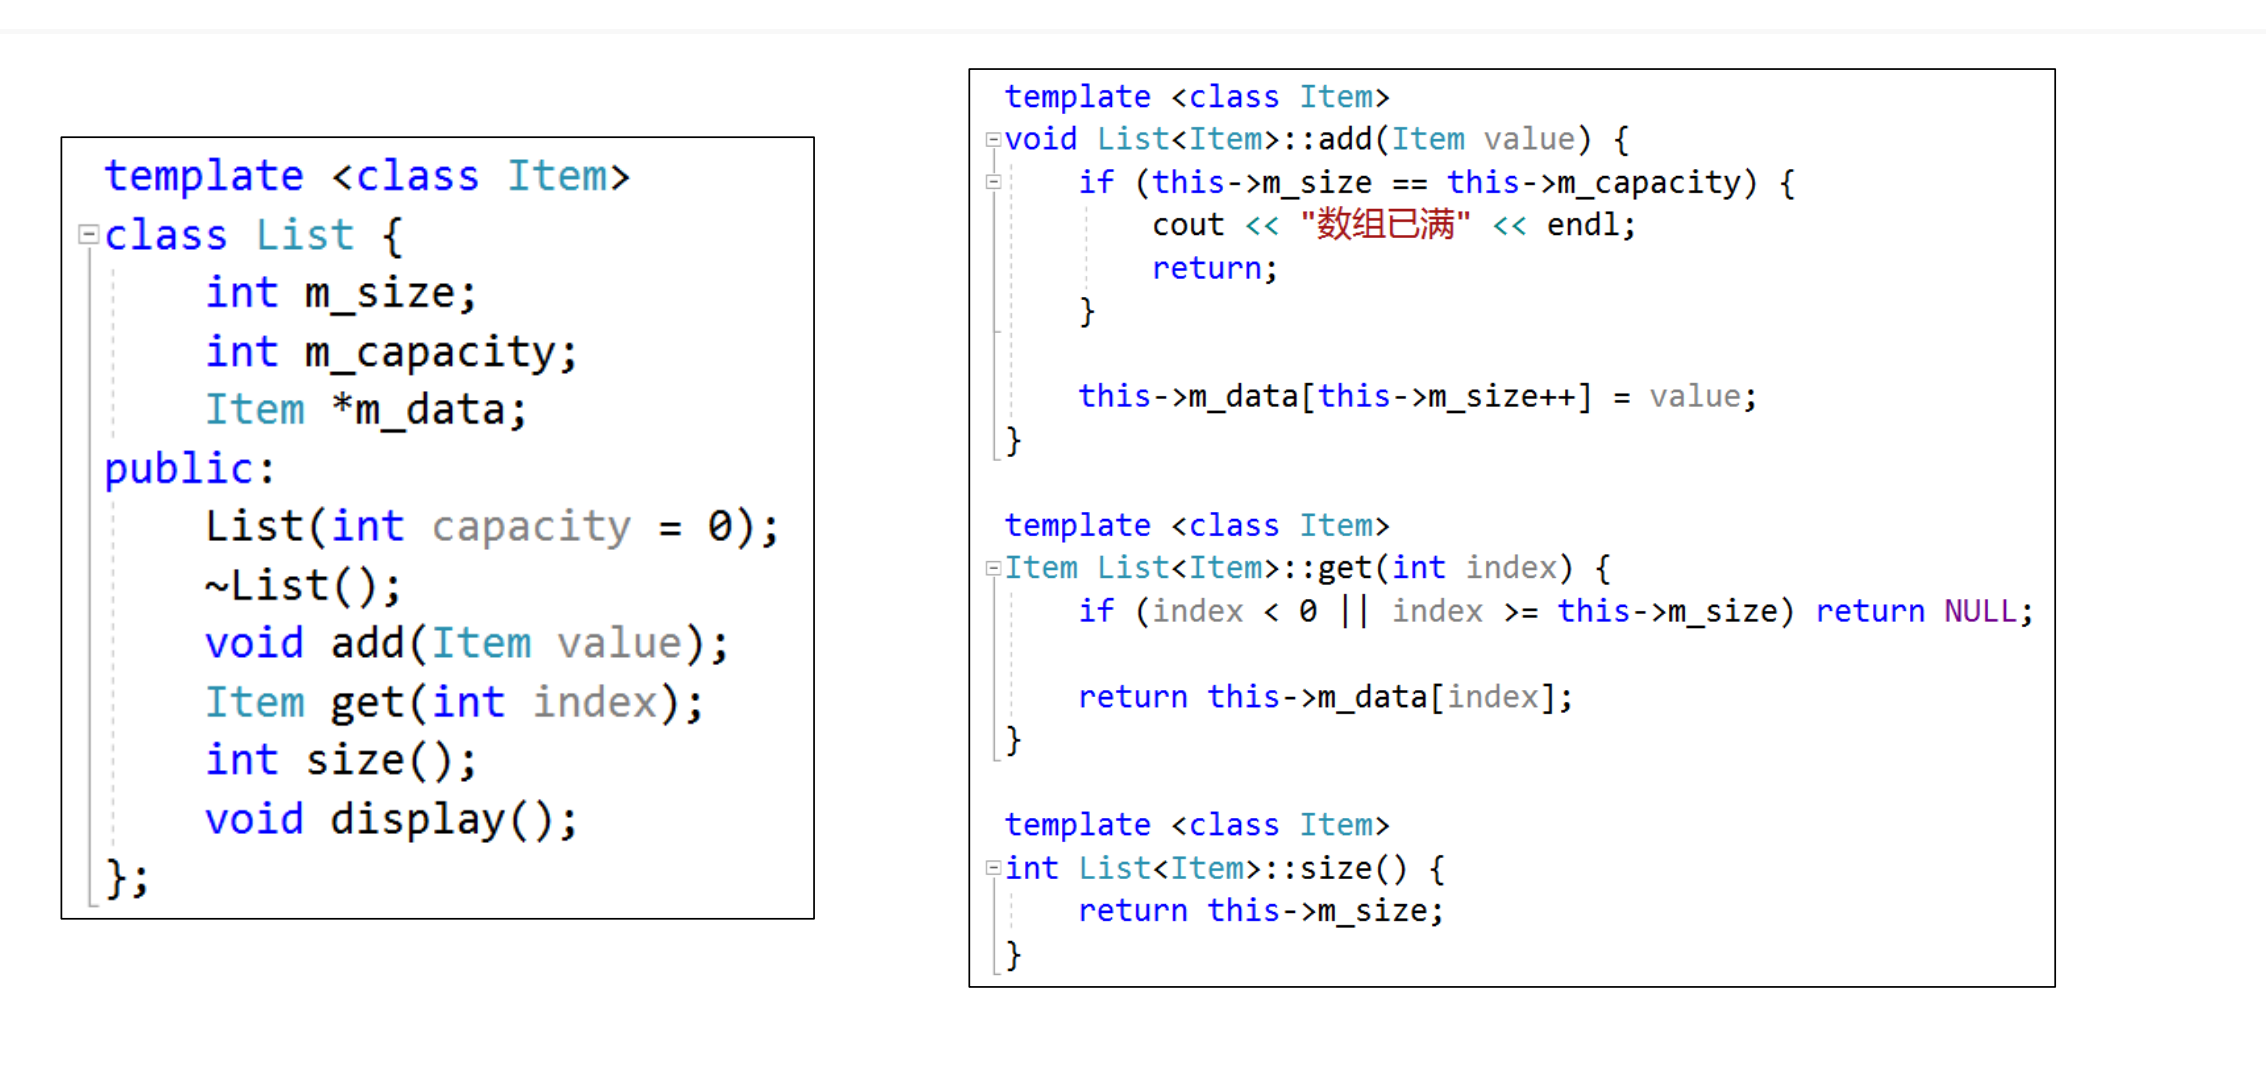 template <class Item>
class List {
    int m_size;
    int m_capacity;
    Item *m_data;
public:
    List(int capacity = 0);
    ~List();
    void add(Item value);
    Item get(int index);
    int size();
    void display();
};
template <class Item>
void List<Item>::add(Item value) {
    if (this->m_size == this->m_capacity) {
        cout << "数组已满" << endl;
        return;
    }
    this->m_data[this->m_size++] = value;
}
template <class Item>
Item List<Item>::get(int index) {
    if (index < 0 || index >= this->m_size) return NULL;
    return this->m_data[index];
}
template <class Item>
int List<Item>::size() {
    return this->m_size;
}